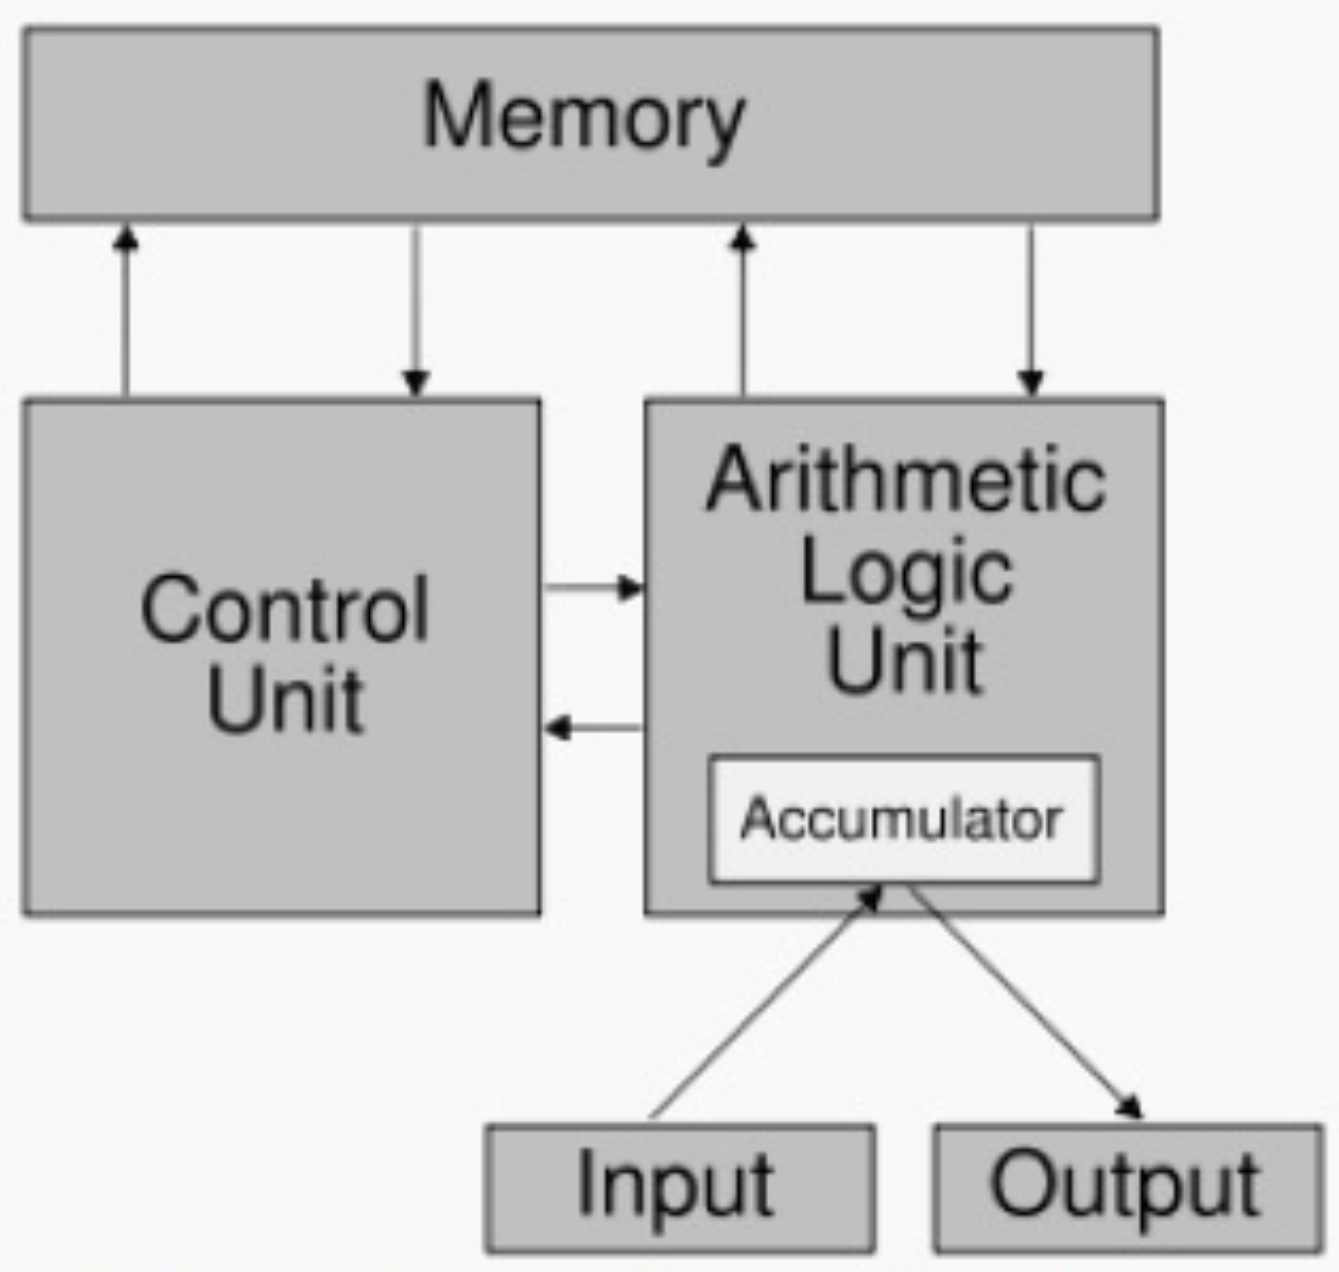 Memory
Control
Unit
Arithmetic
Logic
Unit
Accumulator
Input
Output